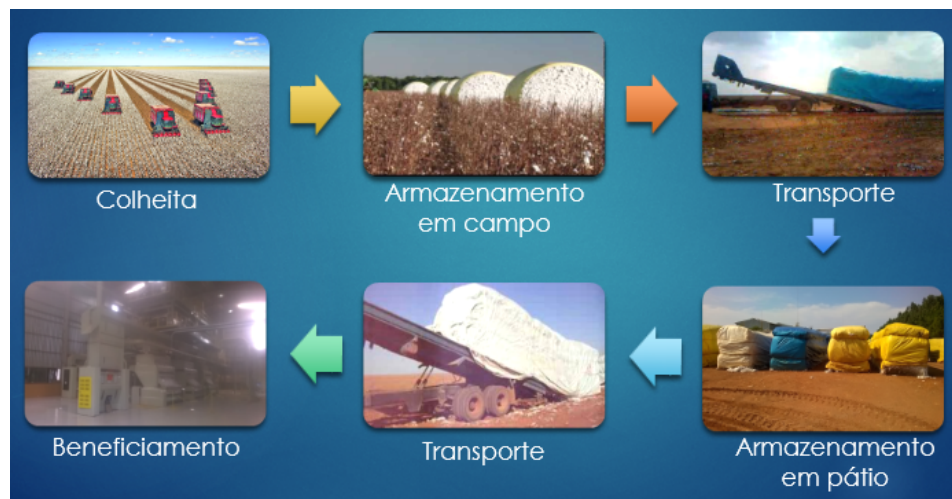 Colheita
Armazenamento
em campo
Transporte
Beneficiamento
Transporte
Armazenamento
em pátio